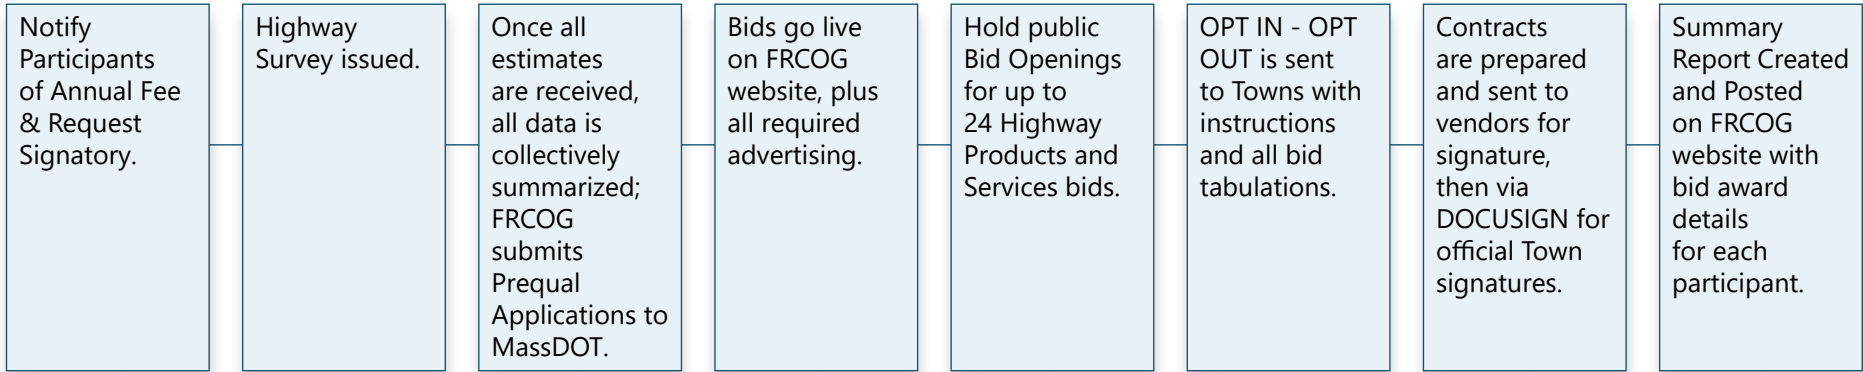 Notify
Participants
of Annual Fee
& Request
Signatory.
Highway
Survey issued.
Once all
estimates
are received,
all data is
collectively
summarized;
FRCOG
submits
Prequal
Applications to
MassDOT.
Bids go live
on FRCOG
website, plus
all required
advertising.
Hold public
Bid Openings
for up to
24 Highway
Products and
Services bids.
OPT IN - OPT
OUT is sent
to Towns with
instructions
and all bid
tabulations.
Contracts
are prepared
and sent to
vendors for
signature,
then via
DOCUSIGN for
official Town
signatures.
Summary
Report Created
and Posted
on FRCOG
website with
bid award
details
for each
participant.